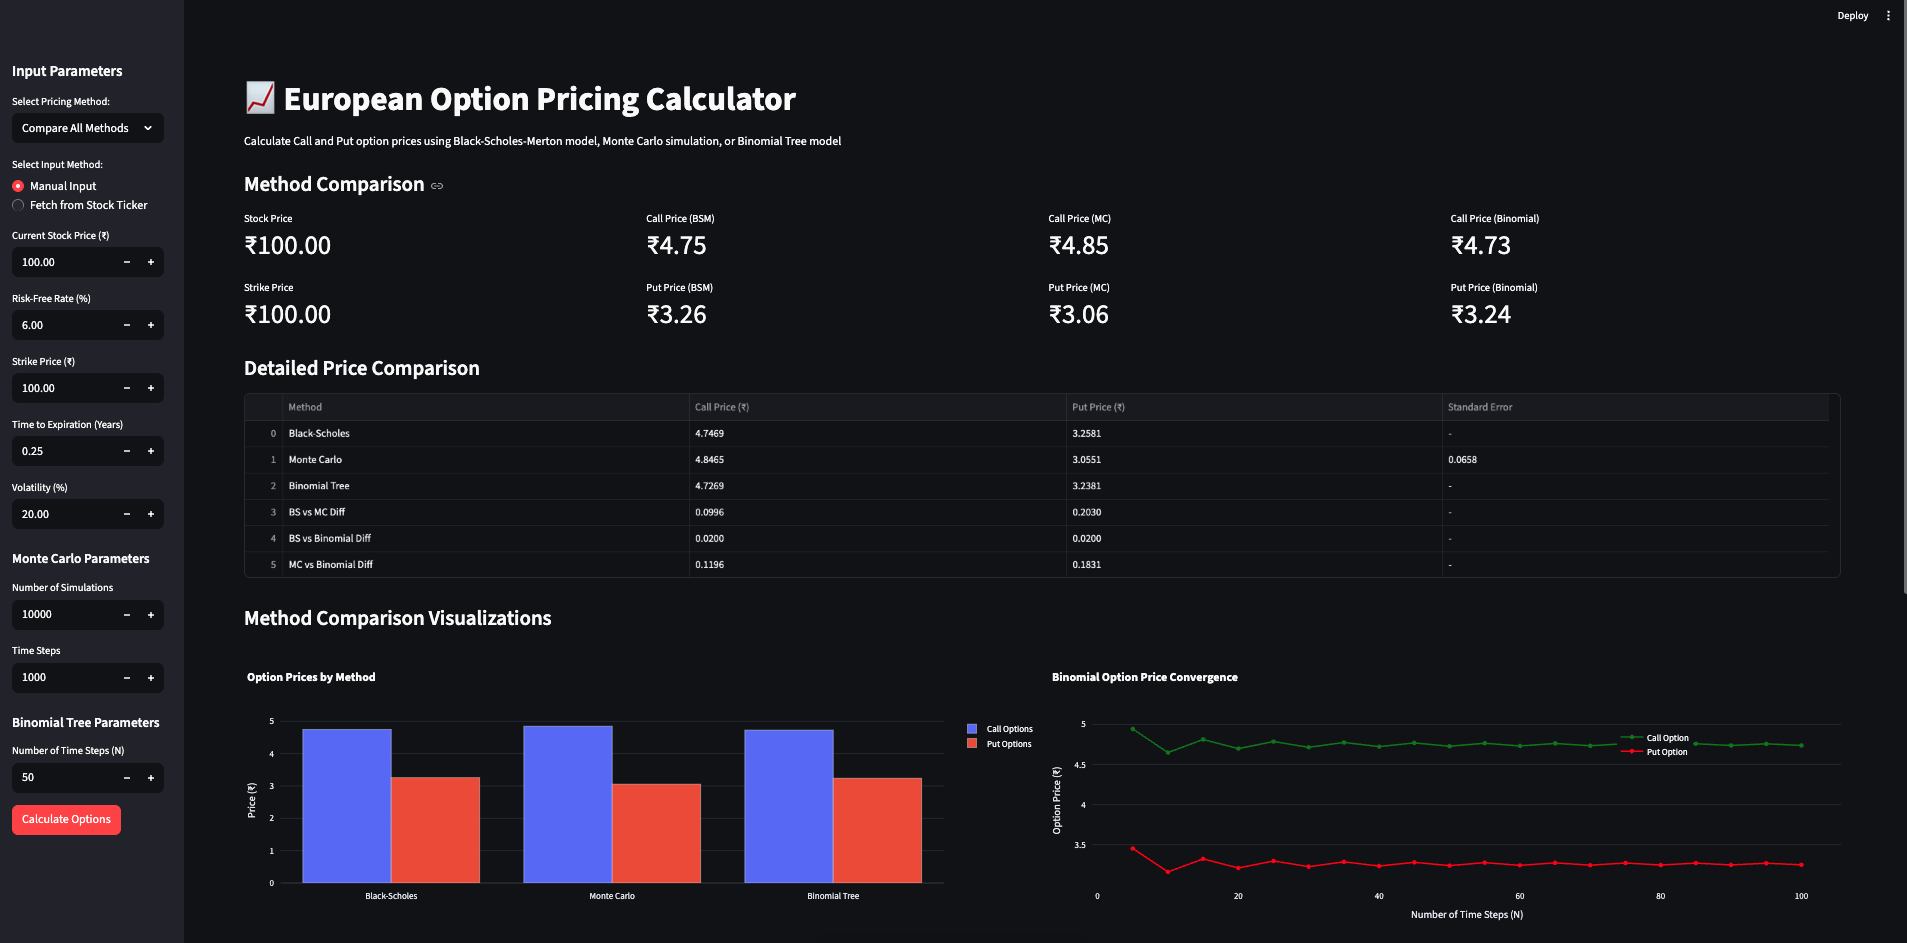 Deploy
Input Parameters
Select Pricing Method:
Compare All Methods
Select Input Method:
Manual Input
Fetch from Stock Ticker
Current Stock Price (₹)
100.00 − +
Risk-Free Rate (%)
6.00 − +
Strike Price (₹)
100.00 − +
Time to Expiration (Years)
0.25 − +
Volatility (%)
20.00 − +
Monte Carlo Parameters
Number of Simulations
10000 − +
Time Steps
1000 − +
Binomial Tree Parameters
Number of Time Steps (N)
50 − +
Calculate Options
European Option Pricing Calculator
Calculate Call and Put option prices using Black-Scholes-Merton model, Monte Carlo simulation, or Binomial Tree model
Method Comparison
Stock Price Call Price (BSM) Call Price (MC) Call Price (Binomial)
₹100.00 ₹4.75 ₹4.85 ₹4.73
Strike Price Put Price (BSM) Put Price (MC) Put Price (Binomial)
₹100.00 ₹3.26 ₹3.06 ₹3.24
Detailed Price Comparison
Method Call Price (₹) Put Price (₹) Standard Error
0 Black-Scholes 4.7469 3.2581 -
1 Monte Carlo 4.8465 3.0551 0.0658
2 Binomial Tree 4.7269 3.2381 -
3 BS vs MC Diff 0.0996 0.2030 -
4 BS vs Binomial Diff 0.0200 0.0200 -
5 MC vs Binomial Diff 0.1196 0.1831 -
Method Comparison Visualizations
Option Prices by Method
5
4
3
2
1
0
Price (₹)
Black-Scholes Monte Carlo Binomial Tree
Call Options
Put Options
Binomial Option Price Convergence
5
4.5
4
3.5
Option Price (₹)
Call Option
Put Option
0 20 40 60 80 100
Number of Time Steps (N)